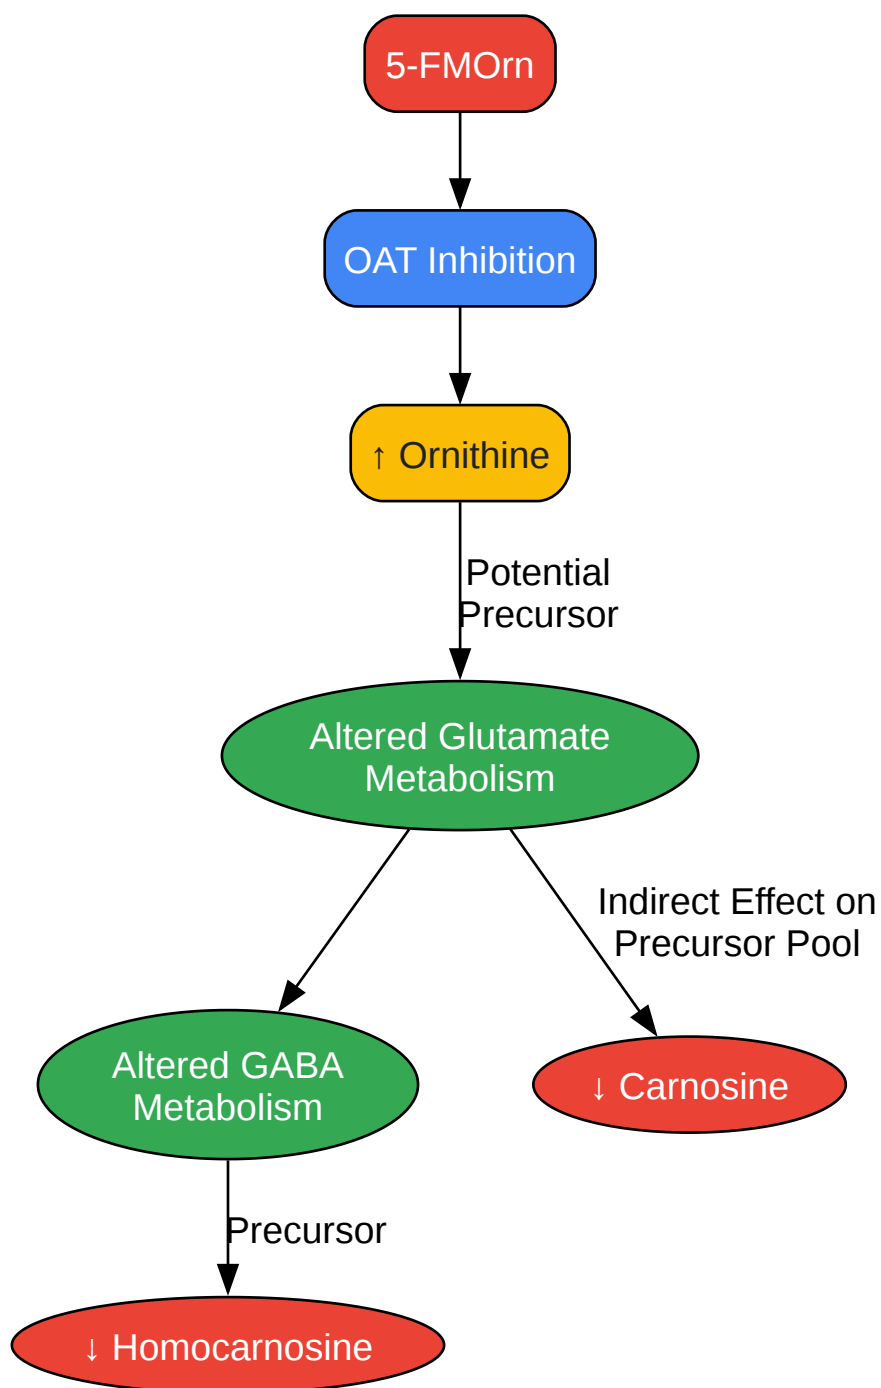 5-FMOrn
OAT Inhibition
↑ Ornithine
Potential
Precursor
Altered Glutamate
Metabolism
Indirect Effect on
Precursor Pool
Altered GABA
Metabolism
↓ Carnosine
Precursor
↓ Homocarnosine